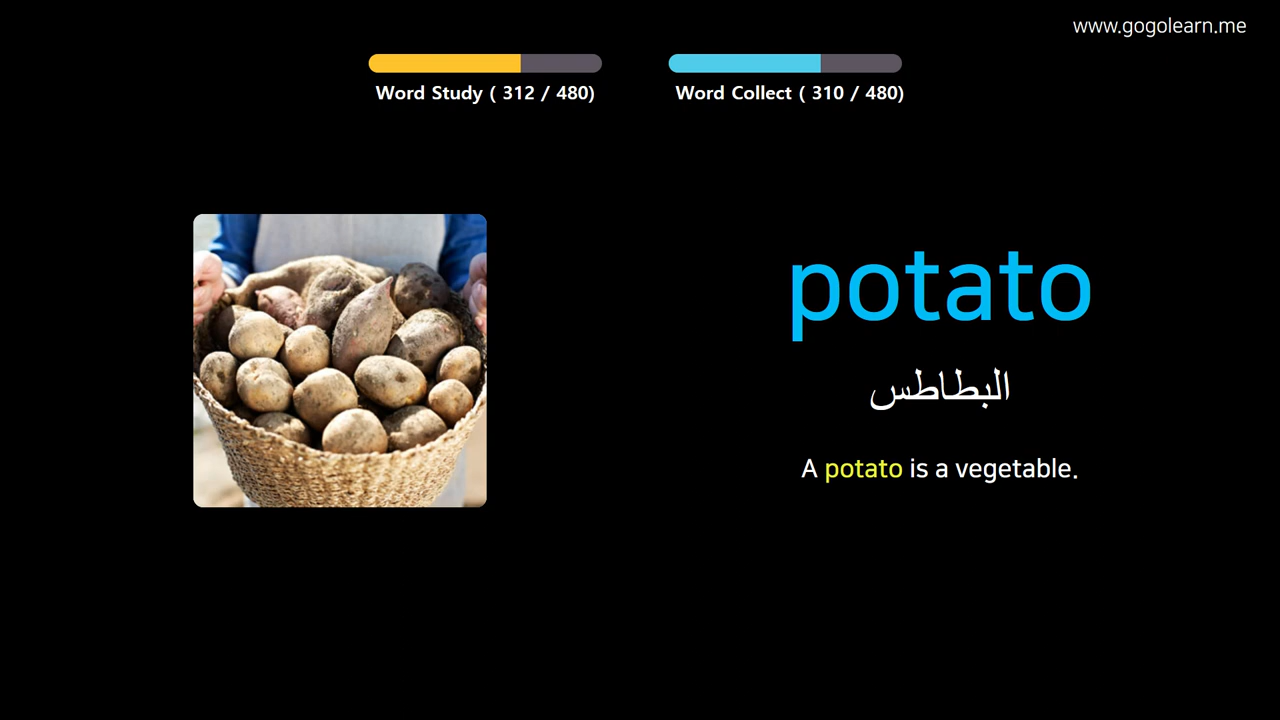 www.gogolearn.me
Word Study ( 312 / 480)
Word Collect ( 310 / 480)
potato
البطاطس
A potato is a vegetable.